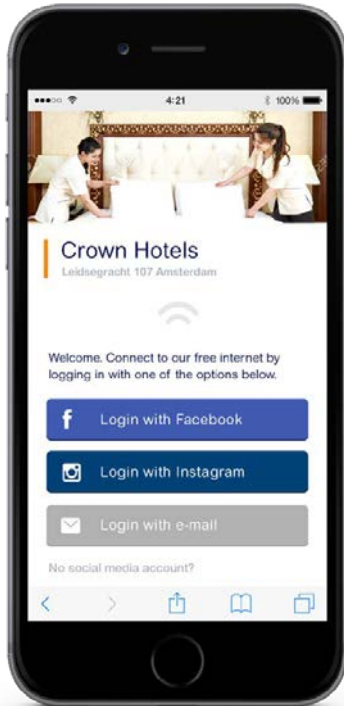 4:21
100%
Crown Hotels
Leidsegracht 107 Amsterdam
Welcome. Connect to our free internet by
logging in with one of the options below.
f Login with Facebook
Login with Instagram
Login with e-mail
No social media account?